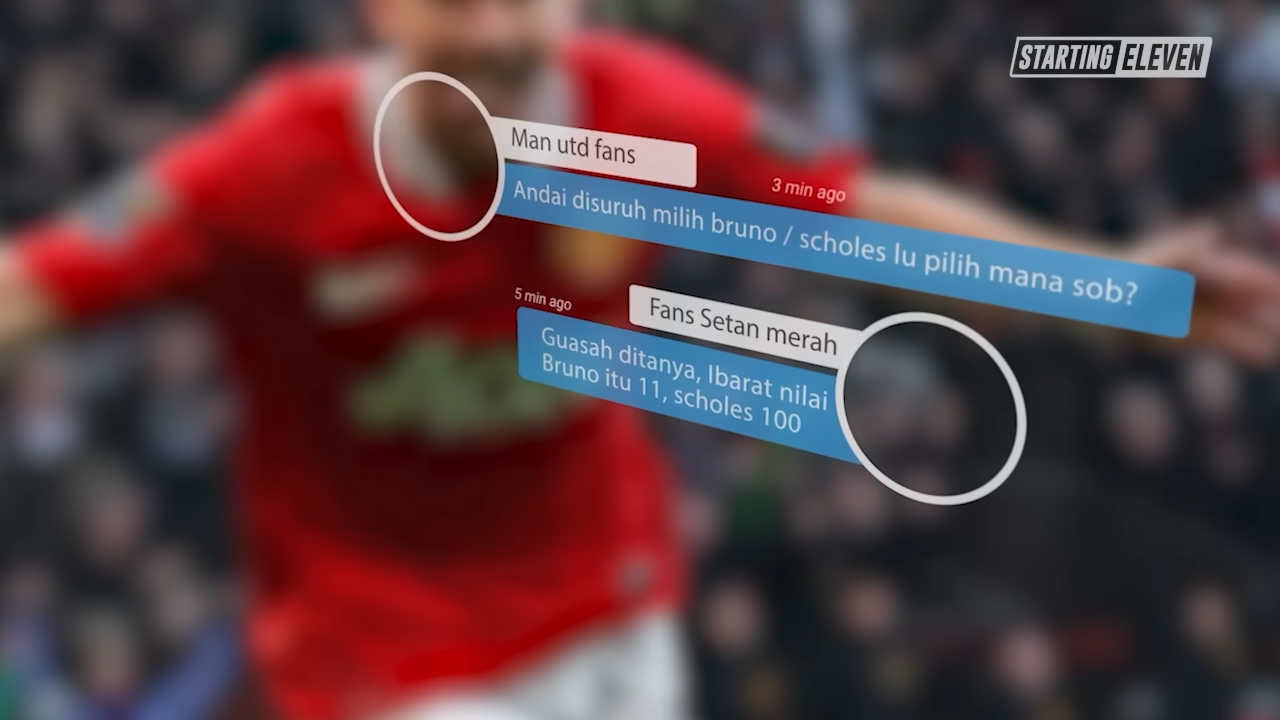 STARTING ELEVEN
Man utd fans
3 min ago
Andai disuruh milih bruno / scholes lu pilih mana sob?
5 min ago
Fans Setan merah
Guasah ditanya, Ibarat nilai
Bruno itu 11, scholes 100